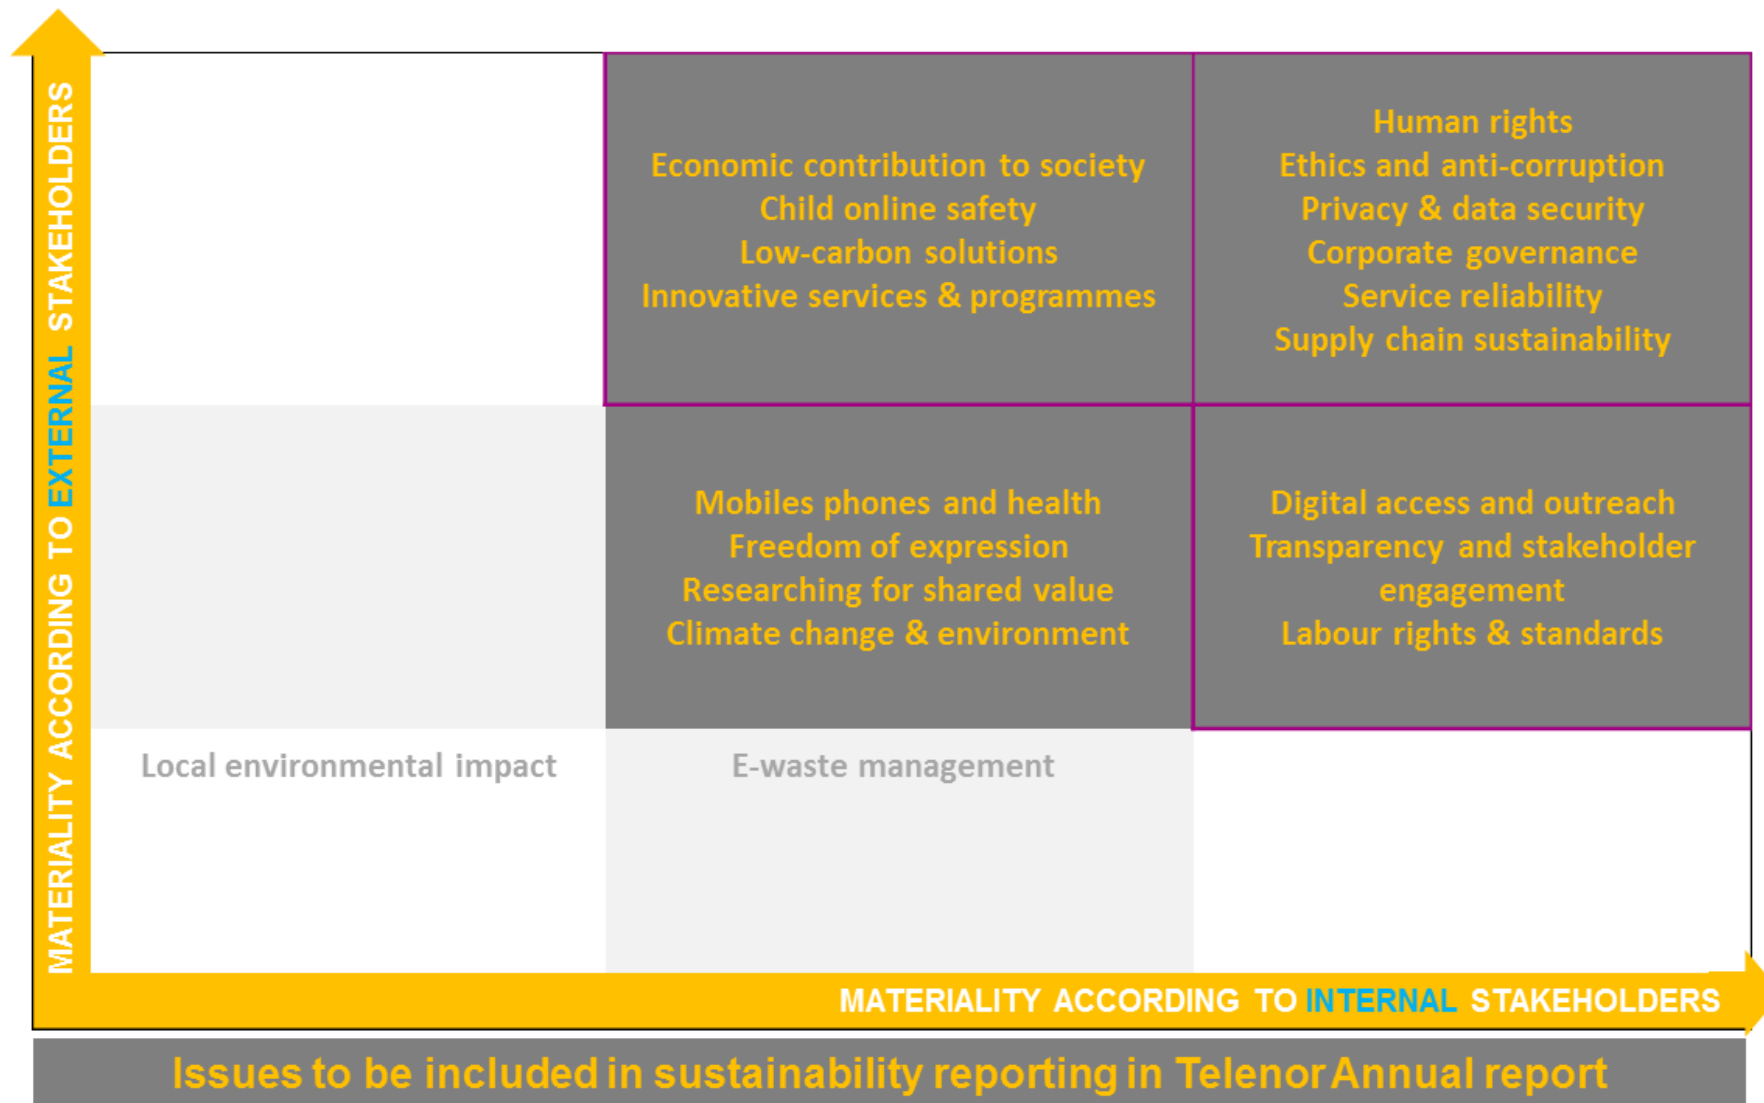 MATERIALITY ACCORDING TO EXTERNAL STAKEHOLDERS
Economic contribution to society
Child online safety
Low-carbon solutions
Innovative services & programmes
Human rights
Ethics and anti-corruption
Privacy & data security
Corporate governance
Service reliability
Supply chain sustainability
Mobiles phones and health
Freedom of expression
Researching for shared value
Climate change & environment
Digital access and outreach
Transparency and stakeholder
engagement
Labour rights & standards
Local environmental impact
E-waste management
MATERIALITY ACCORDING TO INTERNAL STAKEHOLDERS
Issues to be included in sustainability reporting in Telenor Annual report